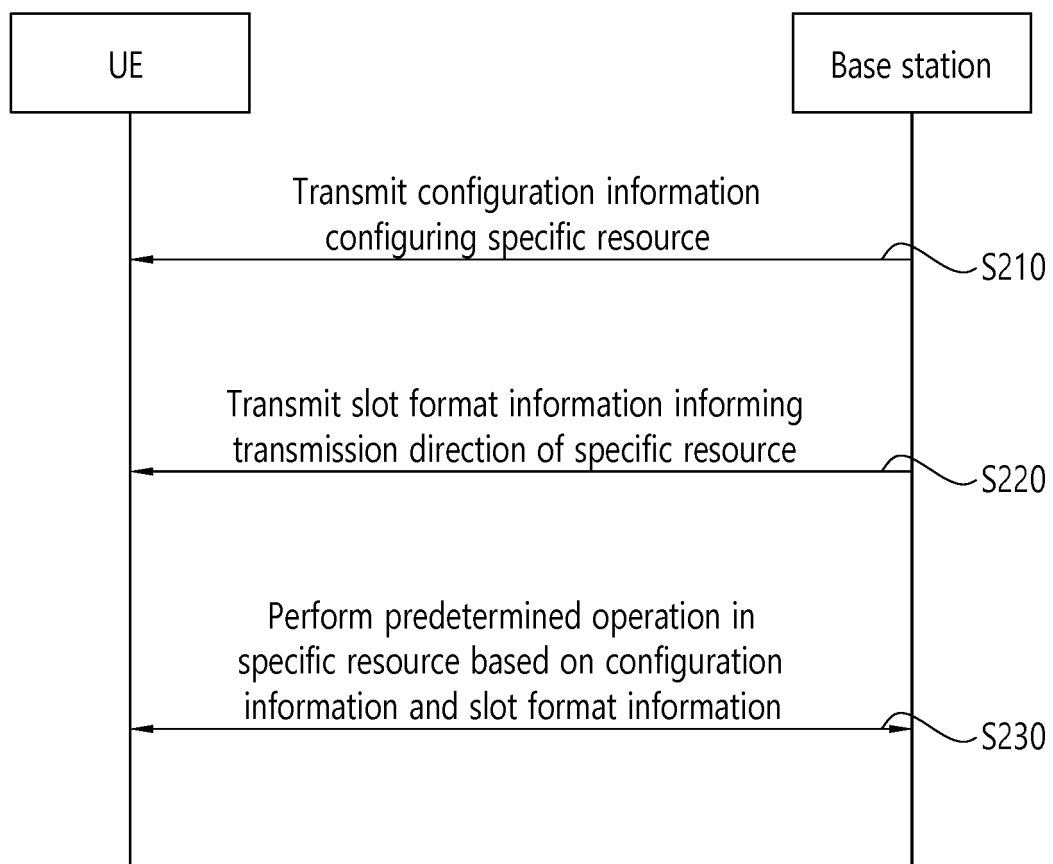 UE
Base station
Transmit configuration information
configuring specific resource
S210
Transmit slot format information informing
transmission direction of specific resource
S220
Perform predetermined operation in
specific resource based on configuration
information and slot format information
S230